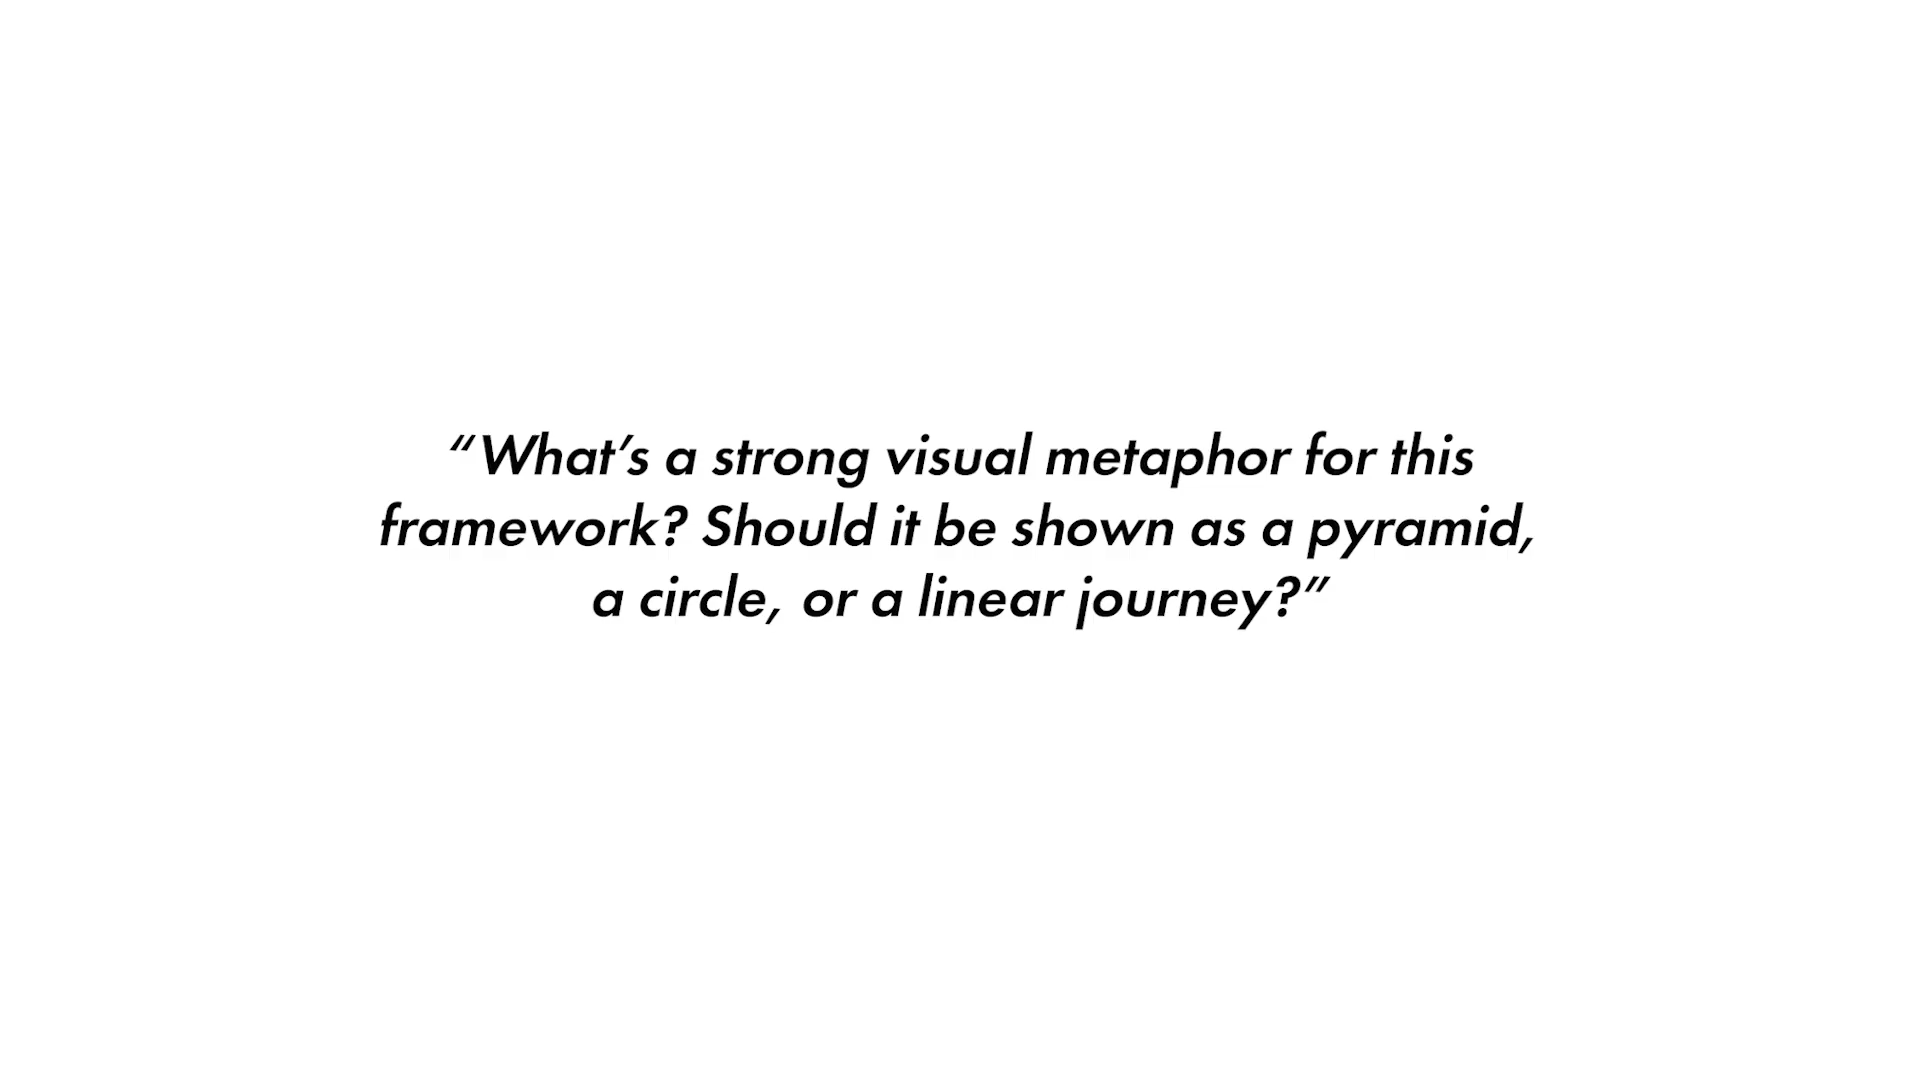 “What’s a strong visual metaphor for this
framework? Should it be shown as a pyramid,
a circle, or a linear journey?”